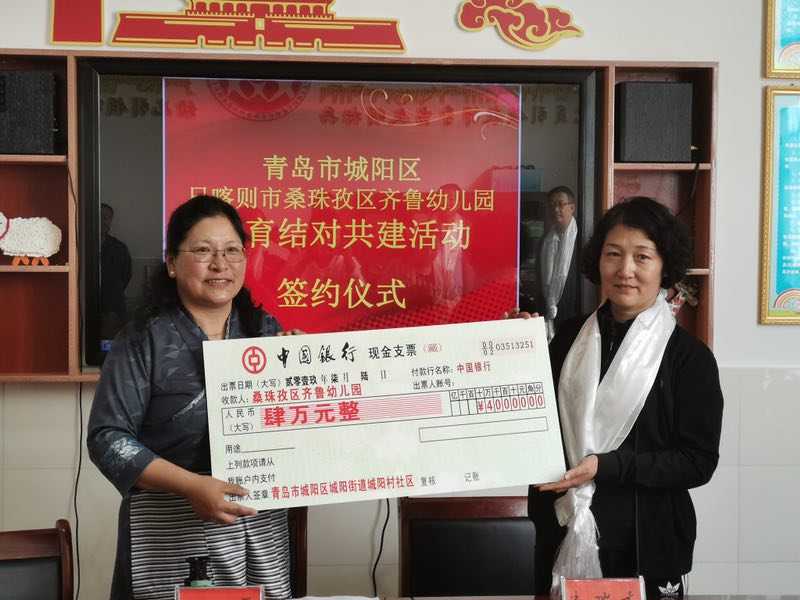 青岛市城阳区
日喀则市桑珠孜区齐鲁幼儿园
育结对共建活动
签约仪式
中国銀行 现金支票(藏)
0 0
0 2 03513251
出票日期(大写) 贰零壹玖 年 柒 月 陆 日
付款行名称: 中国银行
收款人: 桑珠孜区齐鲁幼儿园
出票人账号:
人民币
(大写)
肆万元整
亿千百十万千百十元角分
¥4000000
用途
上列款项请从
我账户内支付
出票人签章 青岛市城阳区城阳街道城阳村社区
复核 记账